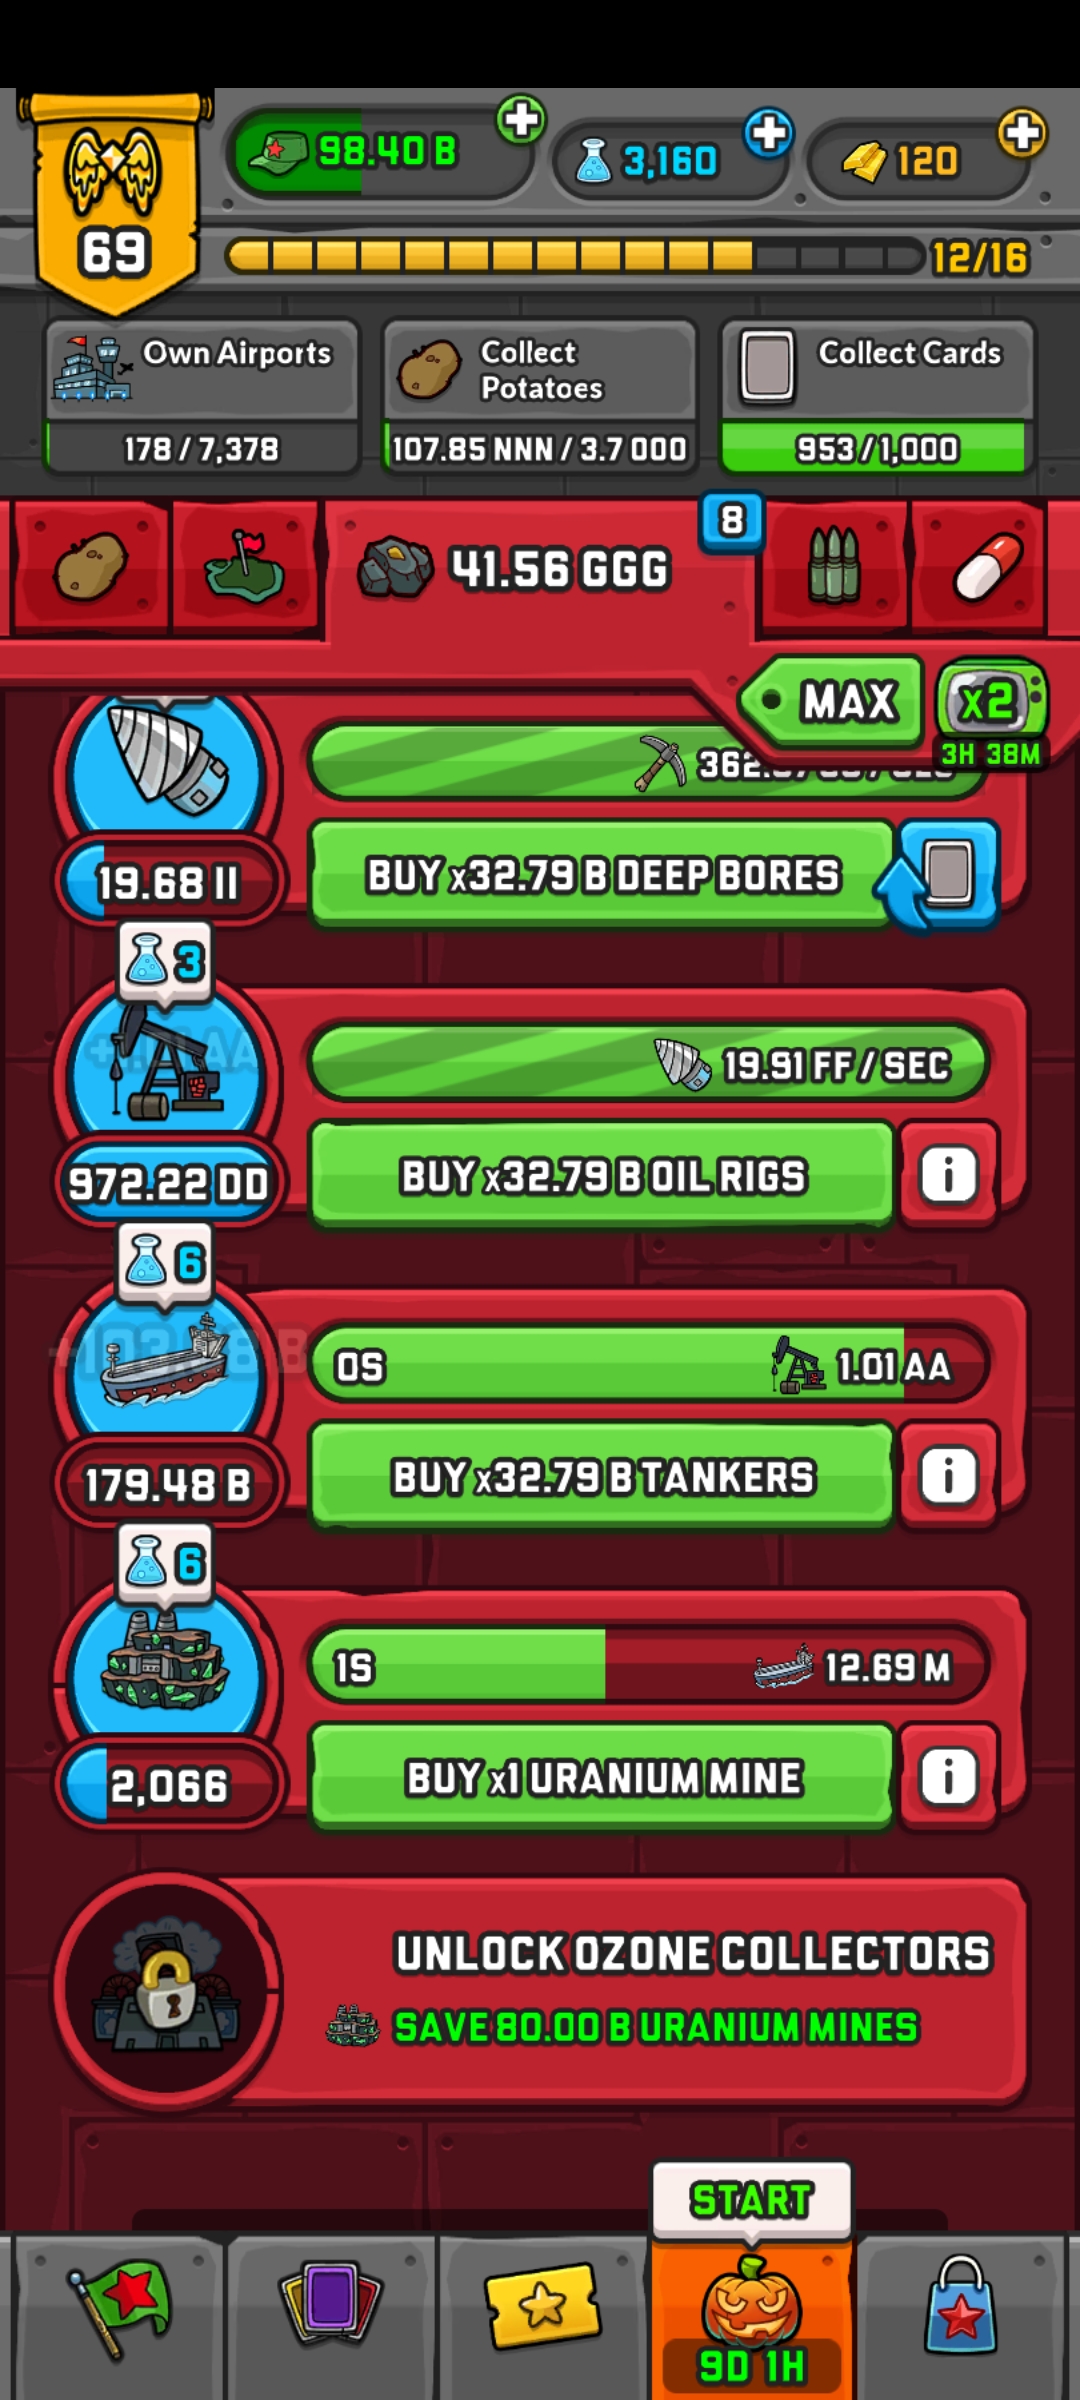 98.40 B
3,160
120
69
12/16
Own Airports
178 / 7,378
Collect
Potatoes
107.85 NNN / 3.7 OOO
Collect Cards
953 / 1,000
41.56 GGG
8
MAX
x2
3H 38M
19.68 II
BUY x32.79 B DEEP BORES
3
19.91 FF / SEC
972.22 DD
BUY x32.79 B OIL RIGS
6
0S
1.01 AA
179.48 B
BUY x32.79 B TANKERS
6
1S
12.69 M
2,066
BUY x1 URANIUM MINE
UNLOCK OZONE COLLECTORS
SAVE 80.00 B URANIUM MINES
START
9D 1H